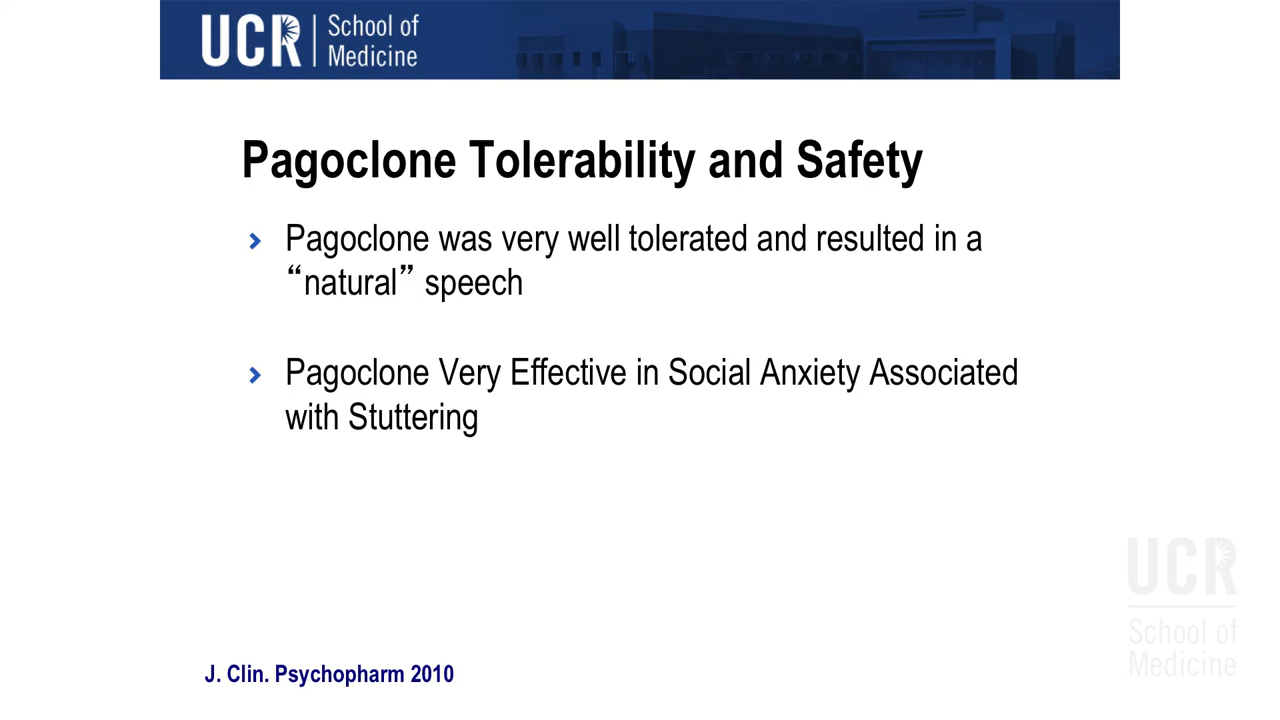 UCR School of Medicine
Pagoclone Tolerability and Safety
Pagoclone was very well tolerated and resulted in a
“natural” speech
Pagoclone Very Effective in Social Anxiety Associated
with Stuttering
UCR
School of
Medicine
J. Clin. Psychopharm 2010